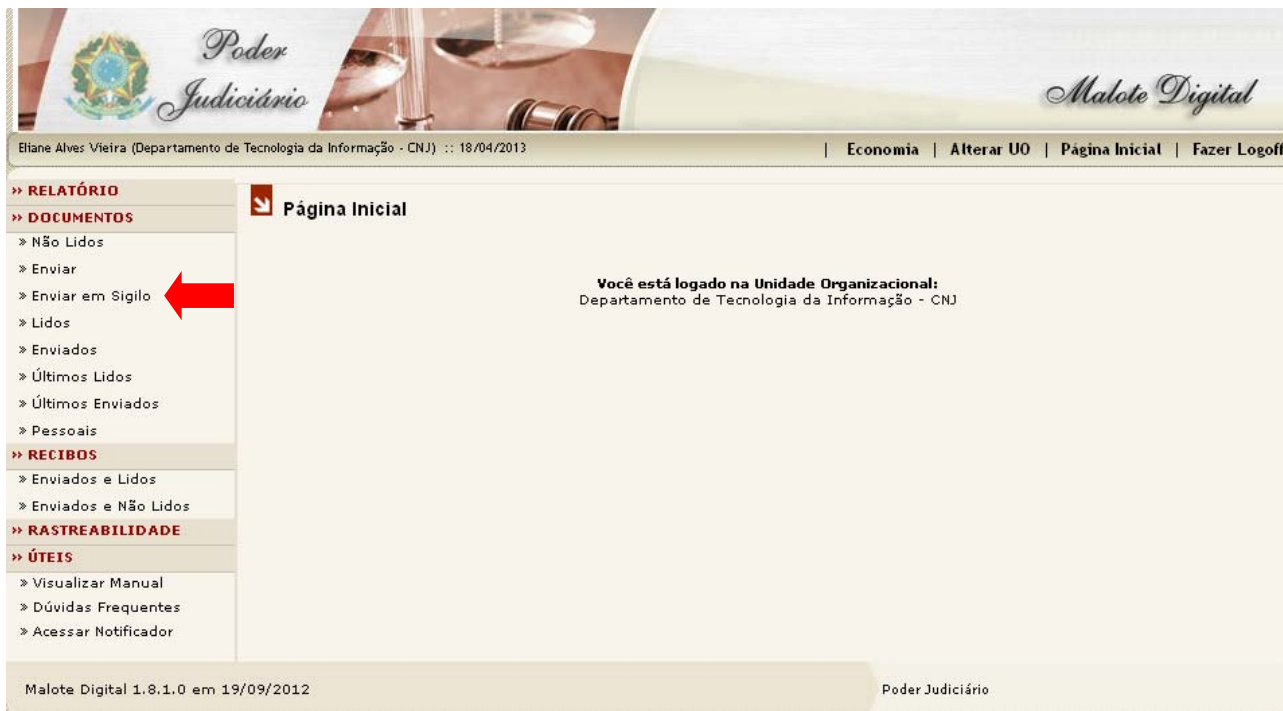 Poder
Judiciário
Malote Digital
Eliane Alves Vieira (Departamento de Tecnologia da Informação - CNJ) :: 18/04/2013
| Economia | Alterar UO | Página Inicial | Fazer Logoff
» RELATÓRIO
» DOCUMENTOS
» Não Lidos
» Enviar
» Enviar em Sigilo
» Lidos
» Enviados
» Últimos Lidos
» Últimos Enviados
» Pessoais
» RECIBOS
» Enviados e Lidos
» Enviados e Não Lidos
» RASTREABILIDADE
» ÚTEIS
» Visualizar Manual
» Dúvidas Frequentes
» Acessar Notificador
Página Inicial
Você está logado na Unidade Organizacional:
Departamento de Tecnologia da Informação - CNJ
Malote Digital 1.8.1.0 em 19/09/2012
Poder Judiciário